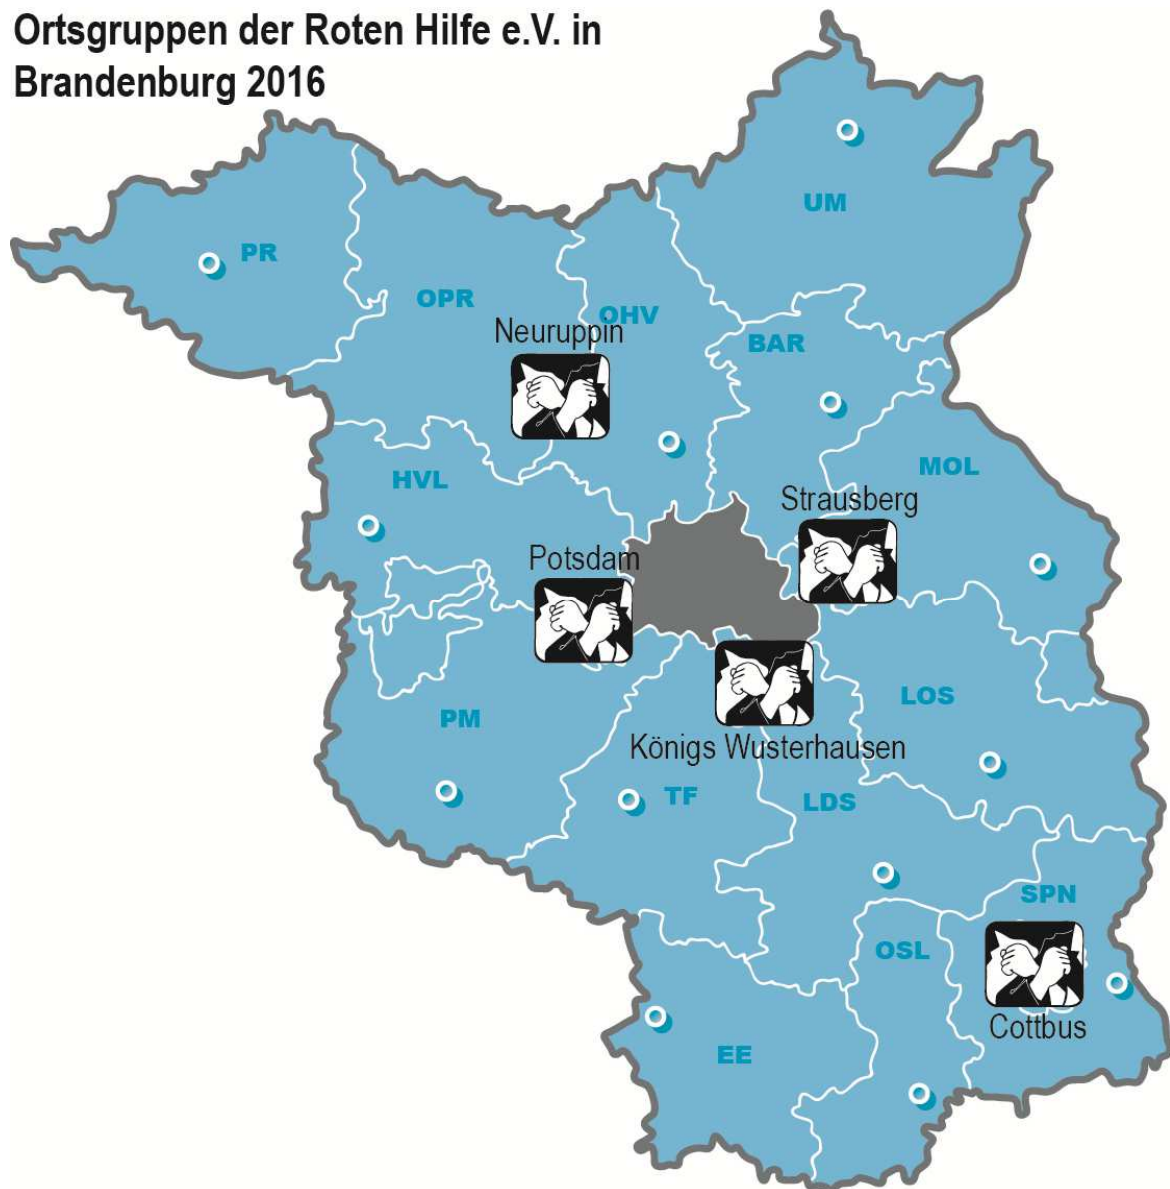 Ortsgruppen der Roten Hilfe e.V. in
Brandenburg 2016
UM
PR
OPR
OHV
Neuruppin
BAR
MOL
HVL
Strausberg
Potsdam
LOS
PM
Königs Wusterhausen
TF
LDS
SPN
OSL
Cottbus
EE